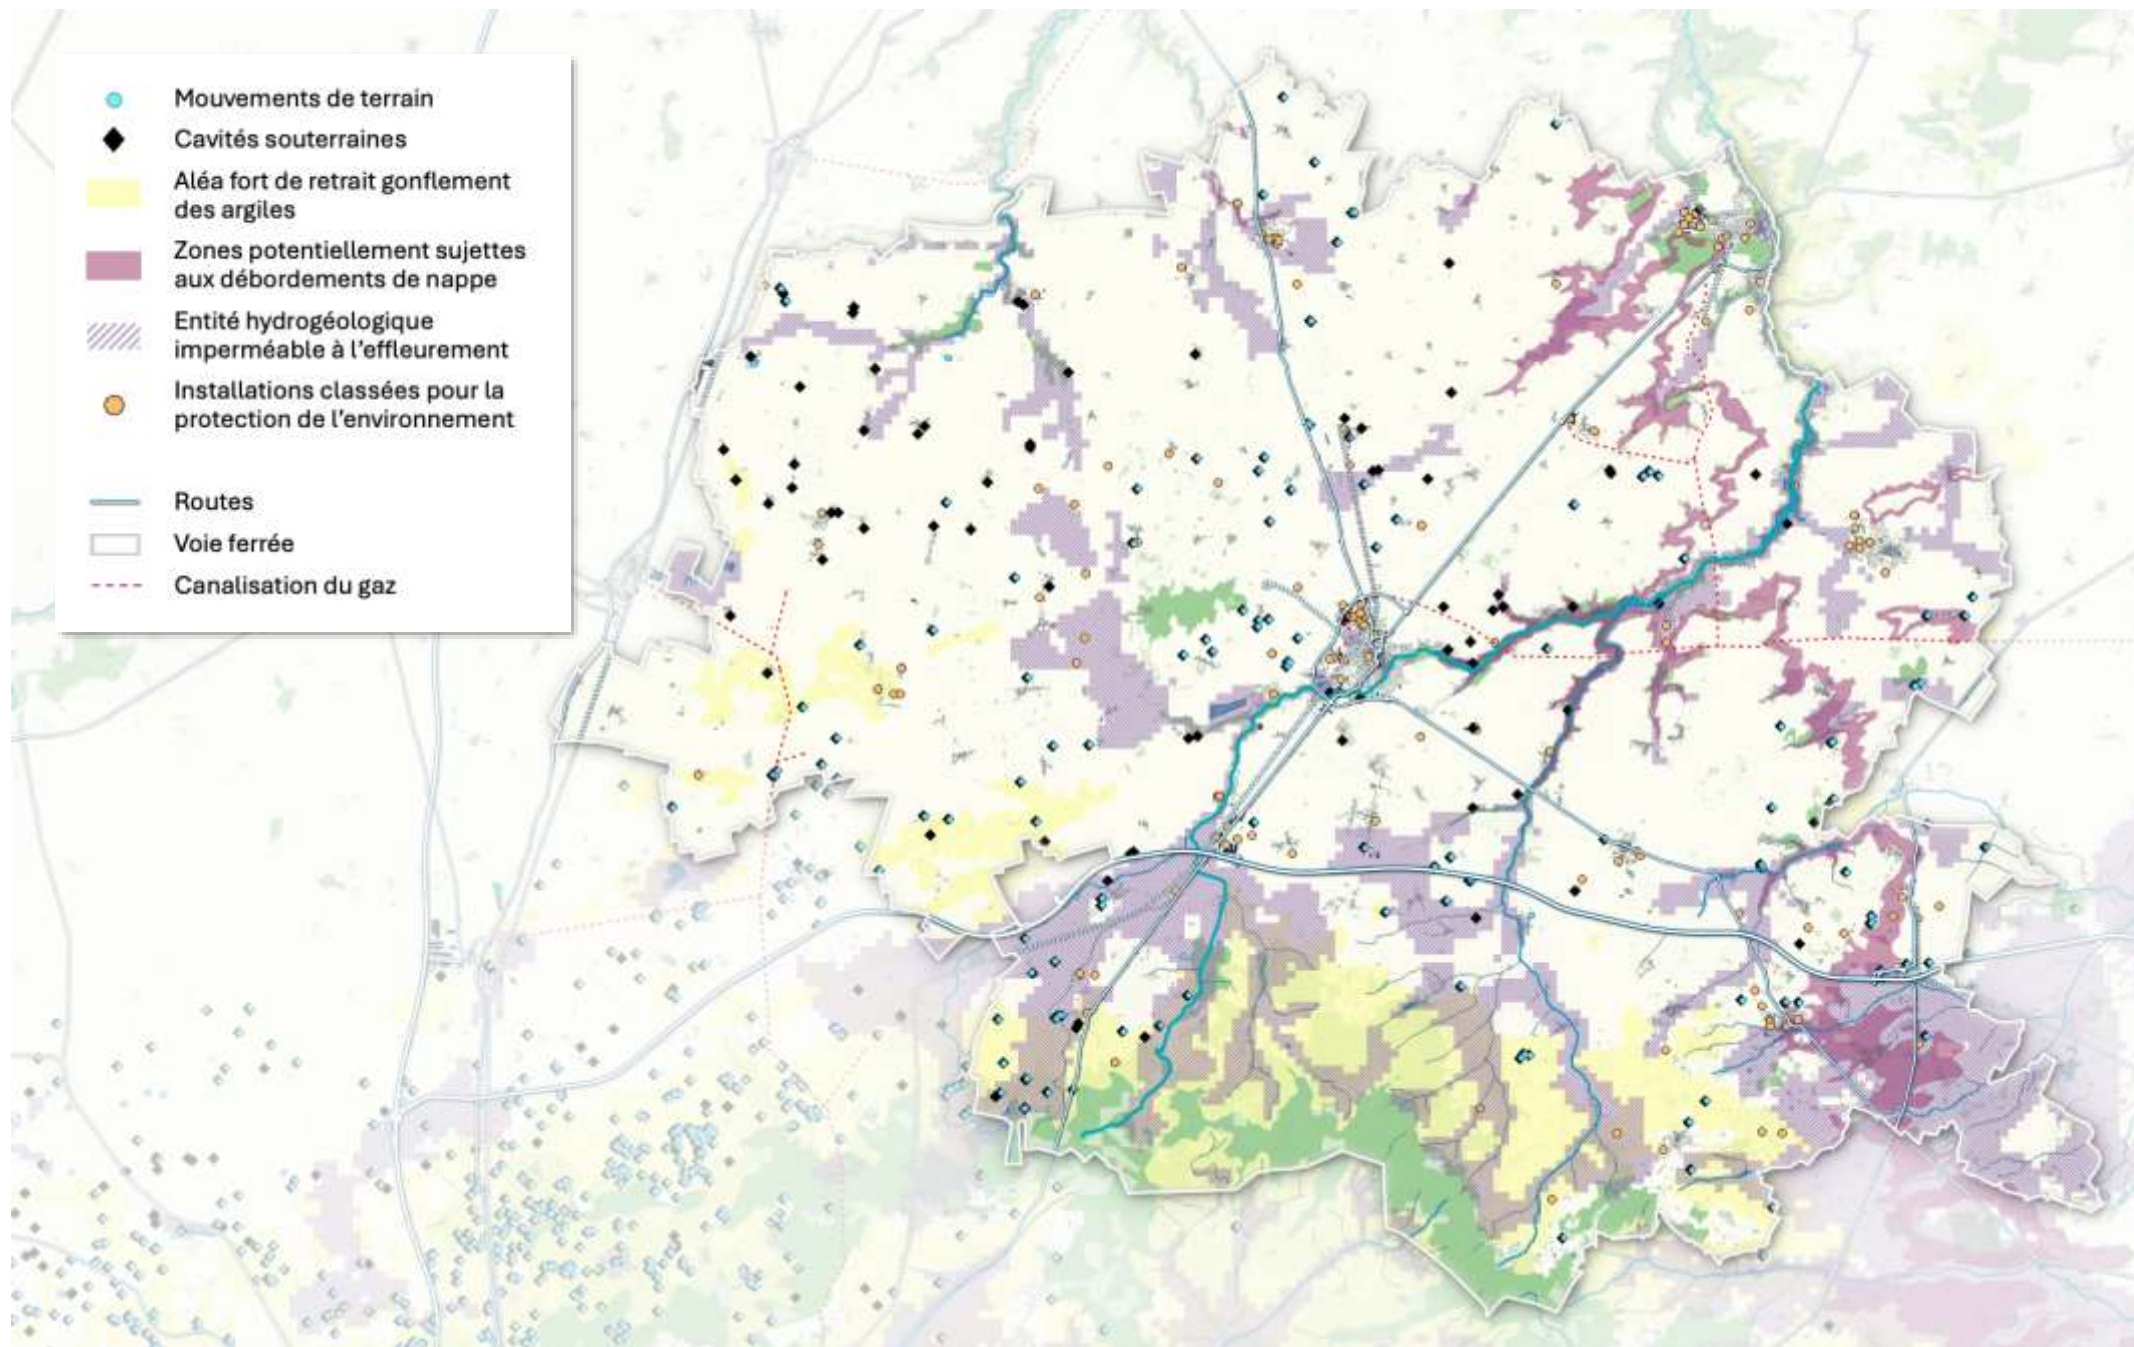 Mouvements de terrain
Cavités souterraines
Aléa fort de retrait gonflement
des argiles
Zones potentiellement sujettes
aux débordements de nappe
Entité hydrogéologique
imperméable à l'effleurement
Installations classées pour la
protection de l'environnement
Routes
Voie ferrée
Canalisation du gaz